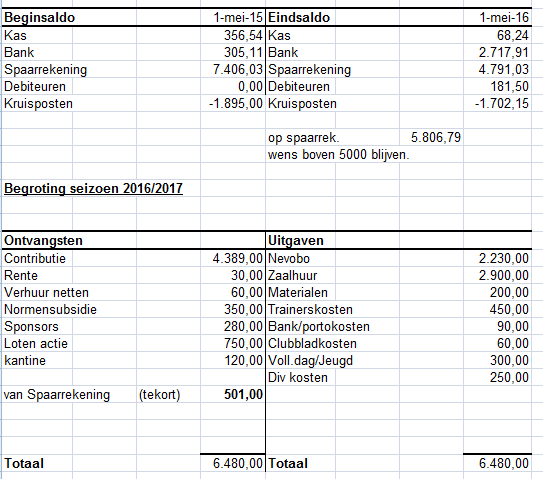 Beginsaldo 1-mei-15 Eindsaldo 1-mei-16
Kas 356,54 Kas 68,24
Bank 305,11 Bank 2.717,91
Spaarrekening 7.406,03 Spaarrekening 4.791,03
Debiteuren 0,00 Debiteuren 181,50
Kruisposten -1.895,00 Kruisposten -1.702,15
op spaarrek. 5.806,79
wens boven 5000 blijven.
Begroting seizoen 2016/2017
Ontvangsten Uitgaven
Contributie 4.389,00 Nevobo 2.230,00
Rente 30,00 Zaalhuur 2.900,00
Verhuur netten 60,00 Materialen 200,00
Normensubsidie 350,00 Trainerskosten 450,00
Sponsors 280,00 Bank/portokosten 90,00
Loten actie 750,00 Clubbladkosten 60,00
kantine 120,00 Voll.dag/Jeugd 300,00
Div kosten 250,00
van Spaarrekening (tekort) 501,00
Totaal 6.480,00 Totaal 6.480,00